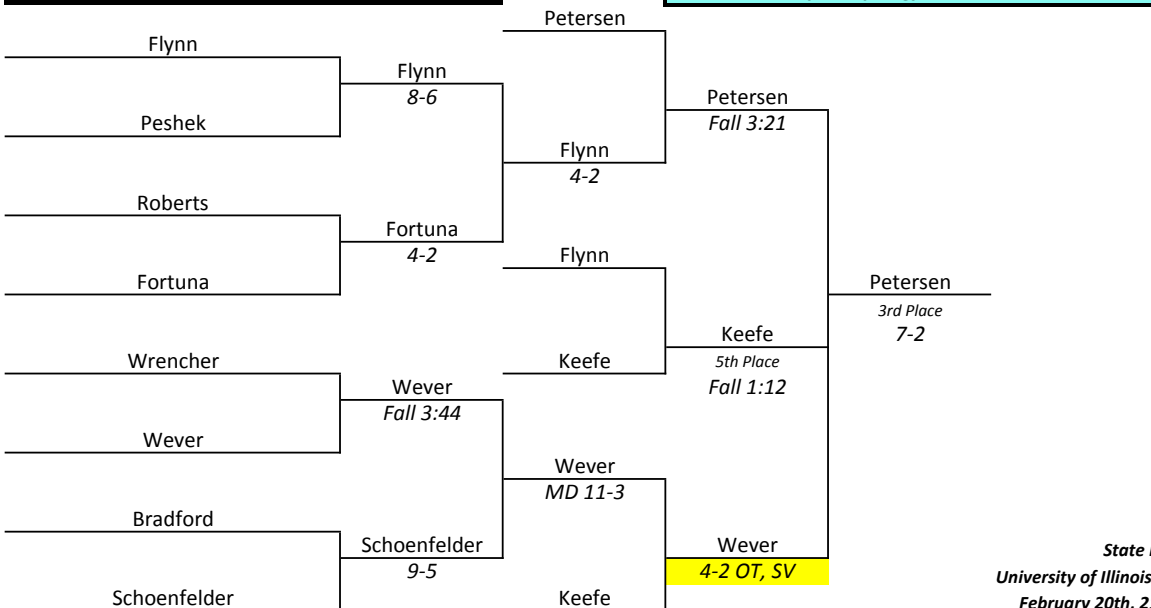 Petersen
Flynn
Flynn
8-6
Petersen
Fall 3:21
Peshek
Flynn
4-2
Roberts
Fortuna
4-2
Flynn
Fortuna
Petersen
3rd Place
7-2
Keefe
5th Place
Fall 1:12
Wrencher
Keefe
Wever
Fall 3:44
Wever
Wever
MD 11-3
Bradford
Schoenfelder
9-5
Wever
4-2 OT, SV
State
University of Illinois
February 20th, 2
Schoenfelder
Keefe